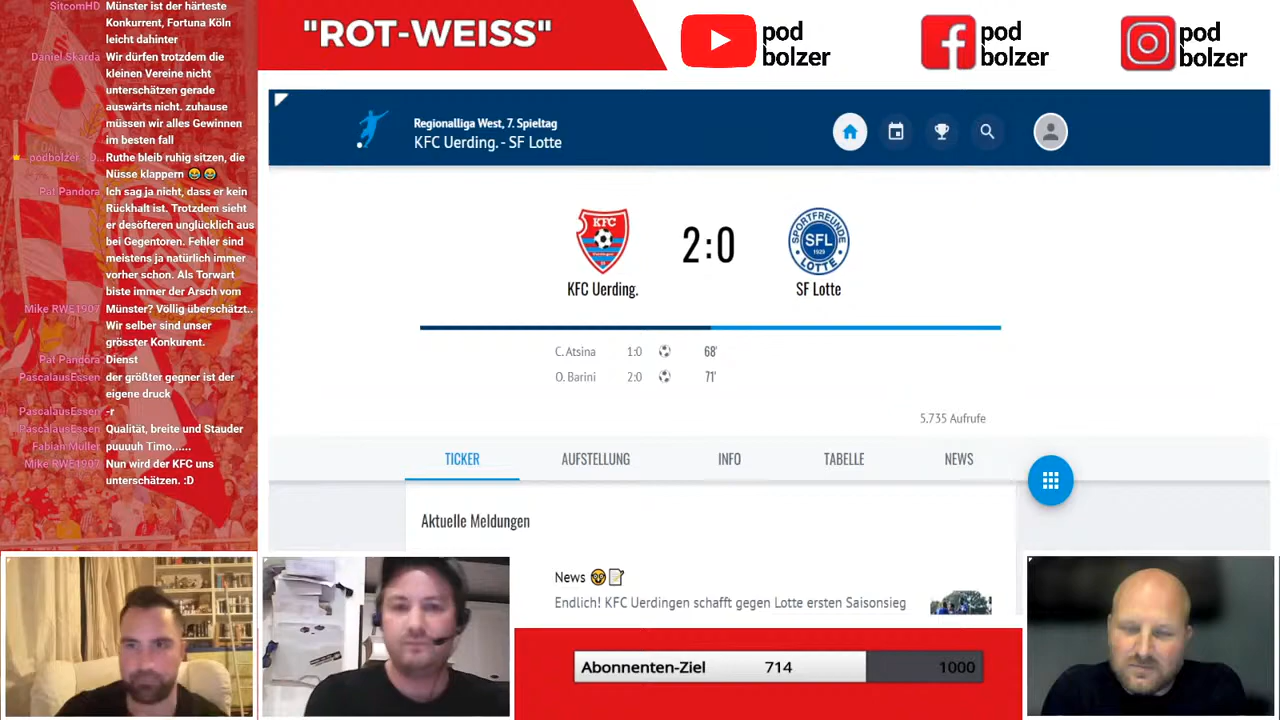 SitcomHD Münster ist der härteste
Konkurrent, Fortuna Köln
leicht dahinter
Daniel Skarda Wir dürfen trotzdem die
kleinen Vereine nicht
unterschätzen gerade
auswärts nicht. zuhause
müssen wir alles Gewinnen
im besten fall
podbolzer - D... Ruthe bleib ruhig sitzen, die
Nüsse klappern 😂😂
Pat Pandora Ich sag ja nicht, dass er kein
Rückhalt ist. Trotzdem sieht
er desöfteren unglücklich aus
bei Gegentoren. Fehler sind
meistens ja natürlich immer
vorher schon. Als Torwart
biste immer der Arsch vom
Mike RWE1907 Münster? Völlig überschätzt..
Wir selber sind unser
grösster Konkurent.
Pat Pandora Dienst
PascalausEssen der größter gegner ist der
eigene druck
PascalausEssen -r
PascalausEssen Qualität, breite und Stauder
Fabian Müller puuuuh Timo......
Mike RWE1907 Nun wird der KFC uns
unterschätzen. :D
"ROT-WEISS"
pod
bolzer
pod
bolzer
pod
bolzer
Regionalliga West, 7. Spieltag
KFC Uerding. - SF Lotte
KFC
Uerdingen
2:0
SPORTFREUNDE
SFL
1929
LOTTE
KFC Uerding.
SF Lotte
C. Atsina 1:0 68'
O. Barini 2:0 71'
5.735 Aufrufe
TICKER AUFSTELLUNG INFO TABELLE NEWS
Aktuelle Meldungen
News 🤓📝
Endlich! KFC Uerdingen schafft gegen Lotte ersten Saisonsieg
Abonnenten-Ziel 714 1000